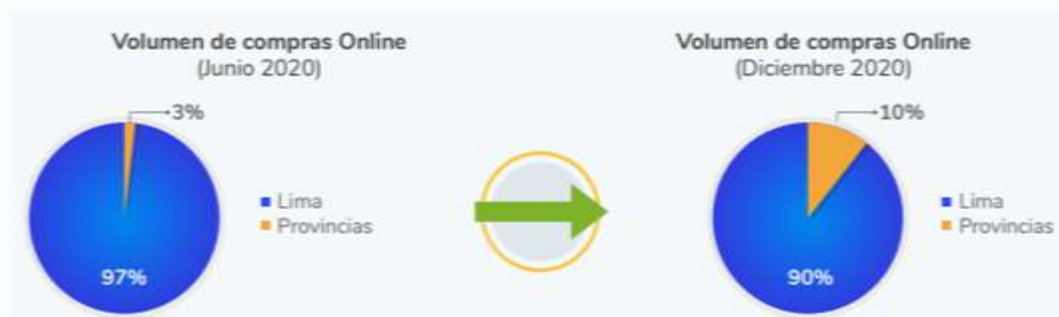 Volumen de compras Online
(Junio 2020)
3%
97%
Lima
Provincias
Volumen de compras Online
(Diciembre 2020)
10%
90%
Lima
Provincias